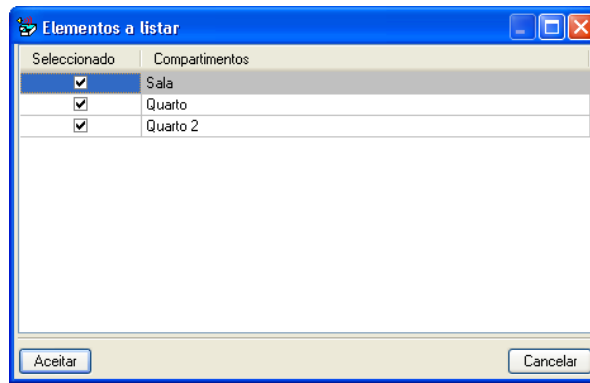 Elementos a listar
Seleccionado Compartimentos
Sala
Quarto
Quarto 2
Aceitar Cancelar